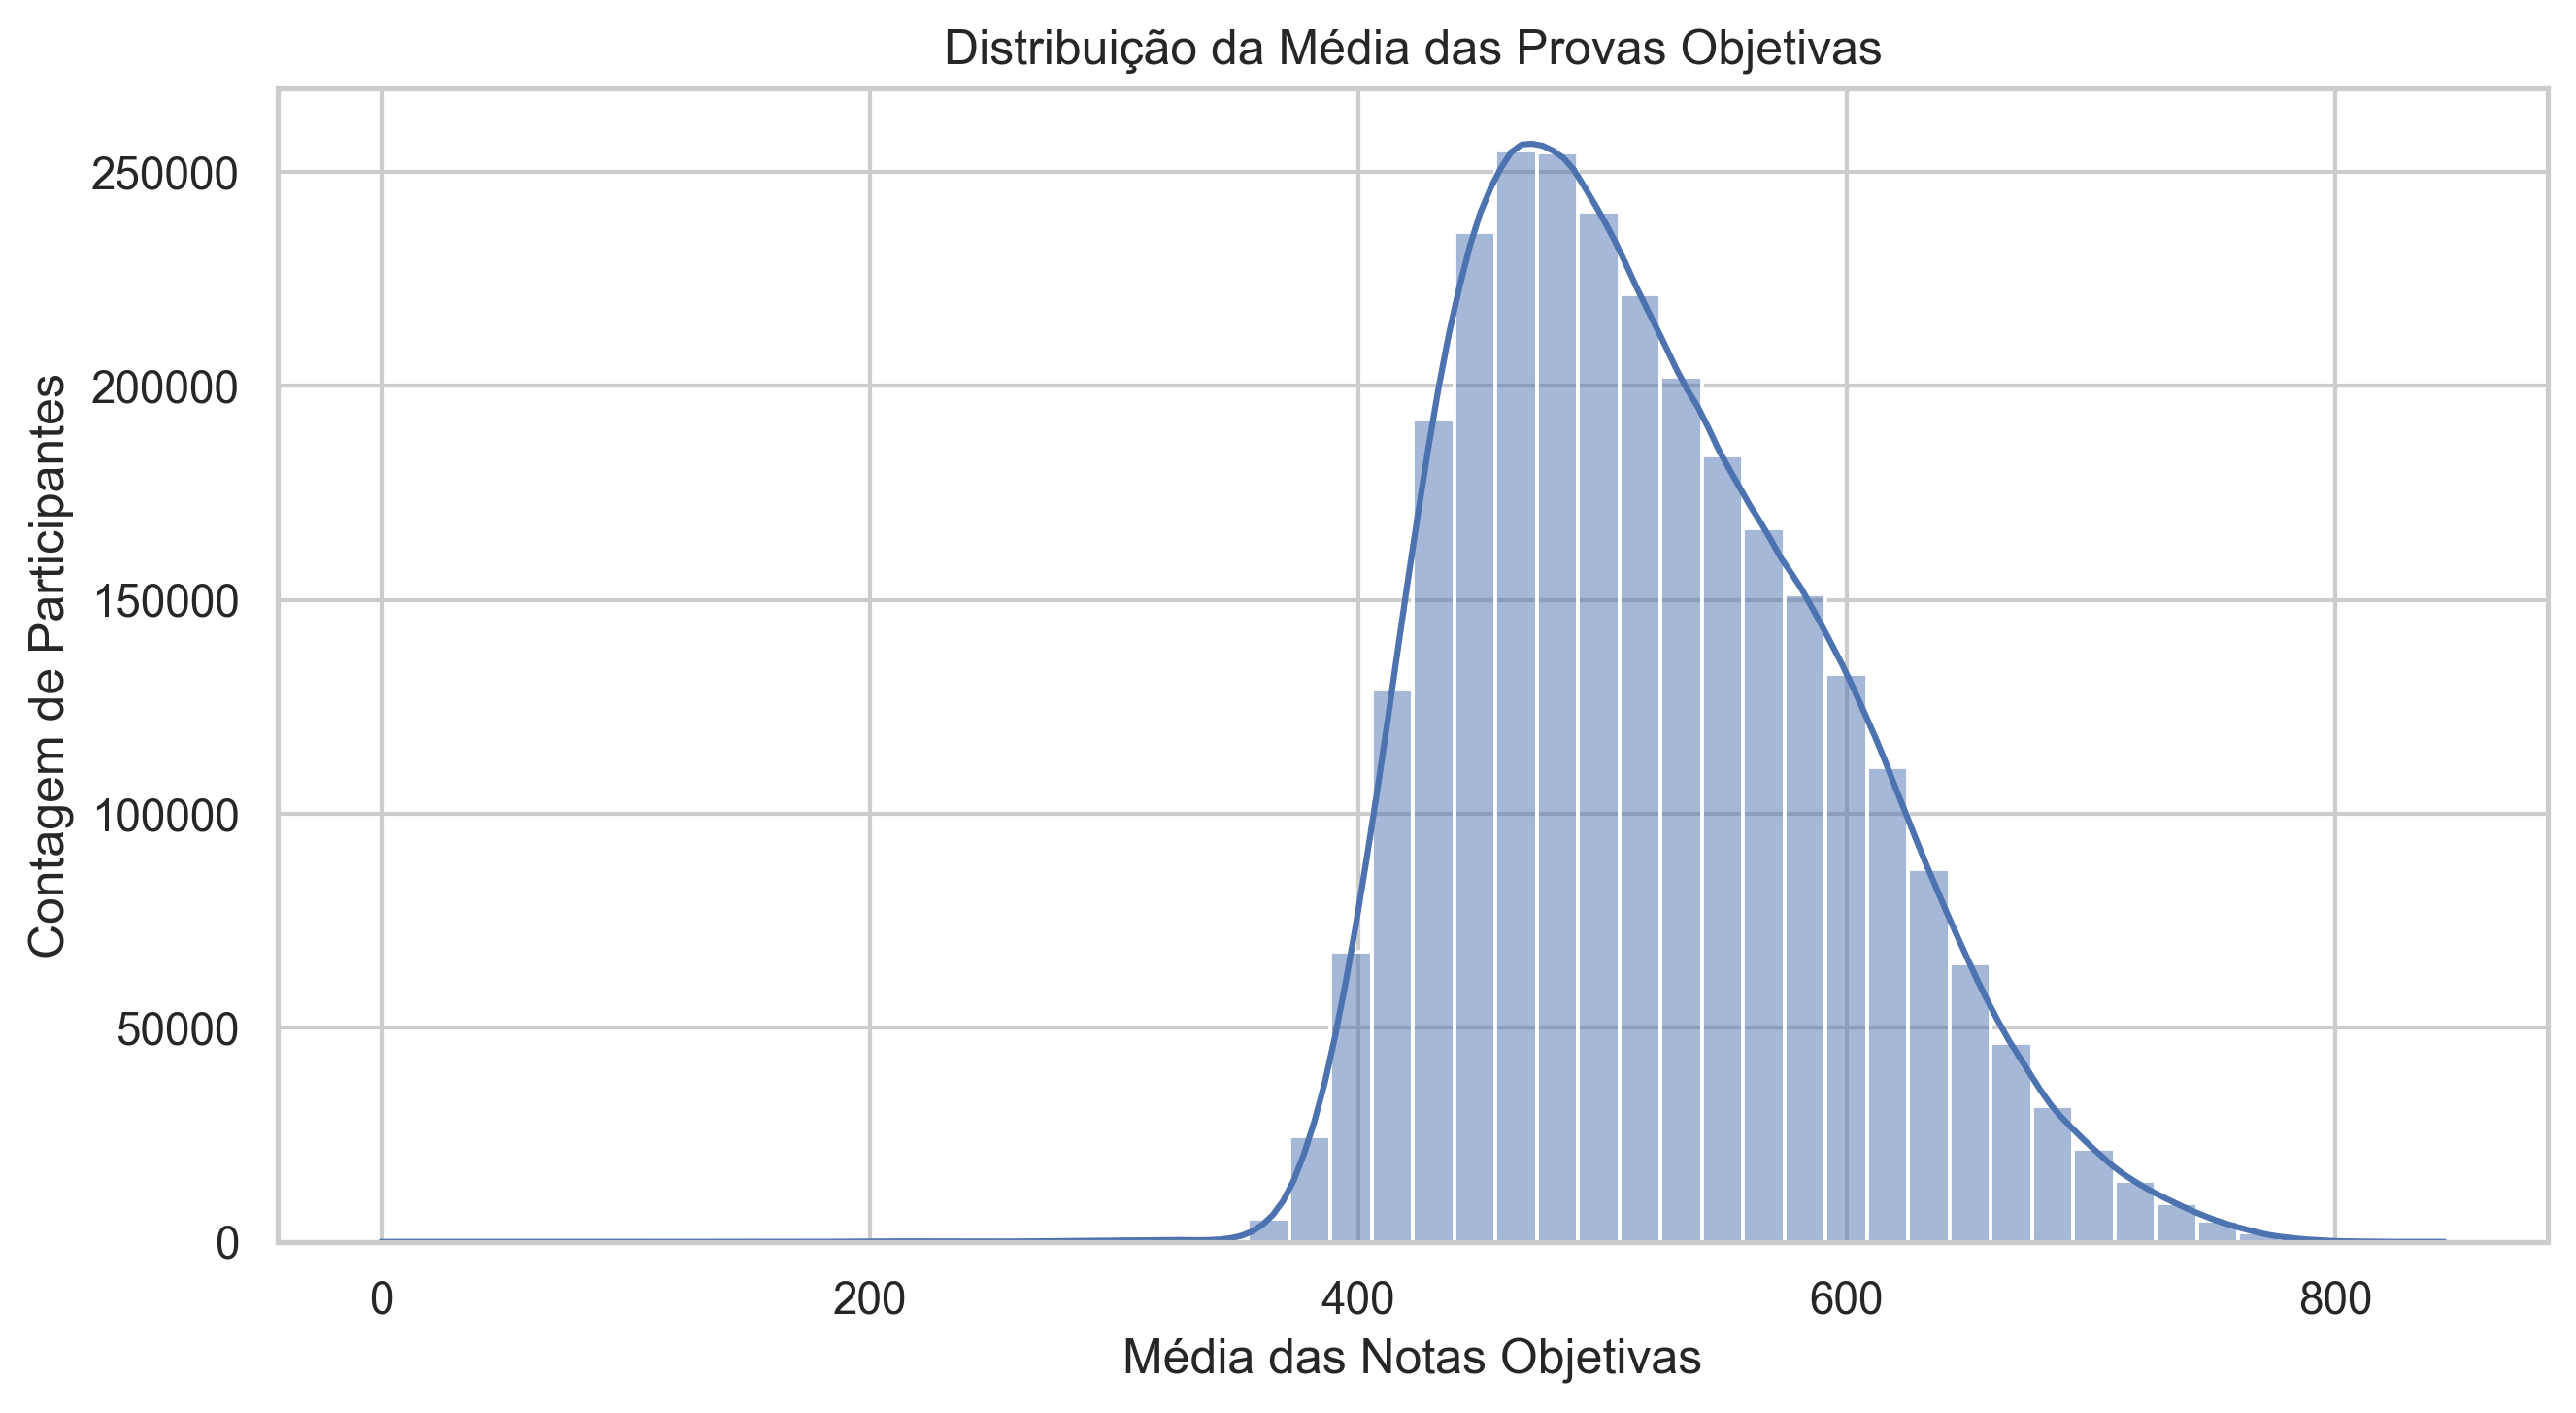 Distribuição da Média das Provas Objetivas
Contagem de Participantes
250000
200000
150000
100000
50000
0
0 200 400 600 800
Média das Notas Objetivas